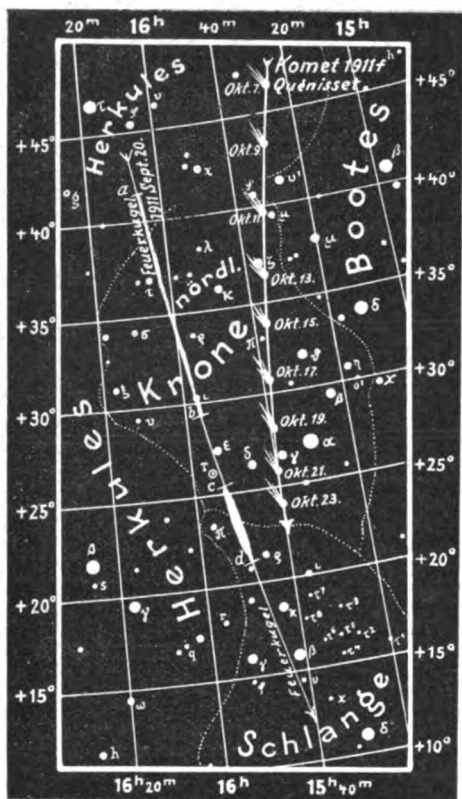 20ᵐ 16ʰ 40ᵐ 20ᵐ 15ʰ
Komet 1911f
Quénisset
Herkules
Okt. 7.
+45°
+45°
Okt. 9.
Feuerkugel 1911 Sept. 20.
a
Bootes
β
+40°
+40°
Okt. 11.
μ
λ
nördl.
κ
Okt. 13.
δ
+35°
+35°
Okt. 15.
π
Krone
Okt. 17.
β
+30°
+30°
b
ι
Okt. 19.
α
ε
δ
γ
Okt. 21.
c
+25°
+25°
Okt. 23.
π
Herkules
d
β
+20°
+20°
γ
κ
Feuerkugel
β
γ
+15°
+15°
ω
Schlange
δ
+10°
h
16ʰ 20ᵐ 16ʰ 15ʰ 40ᵐ